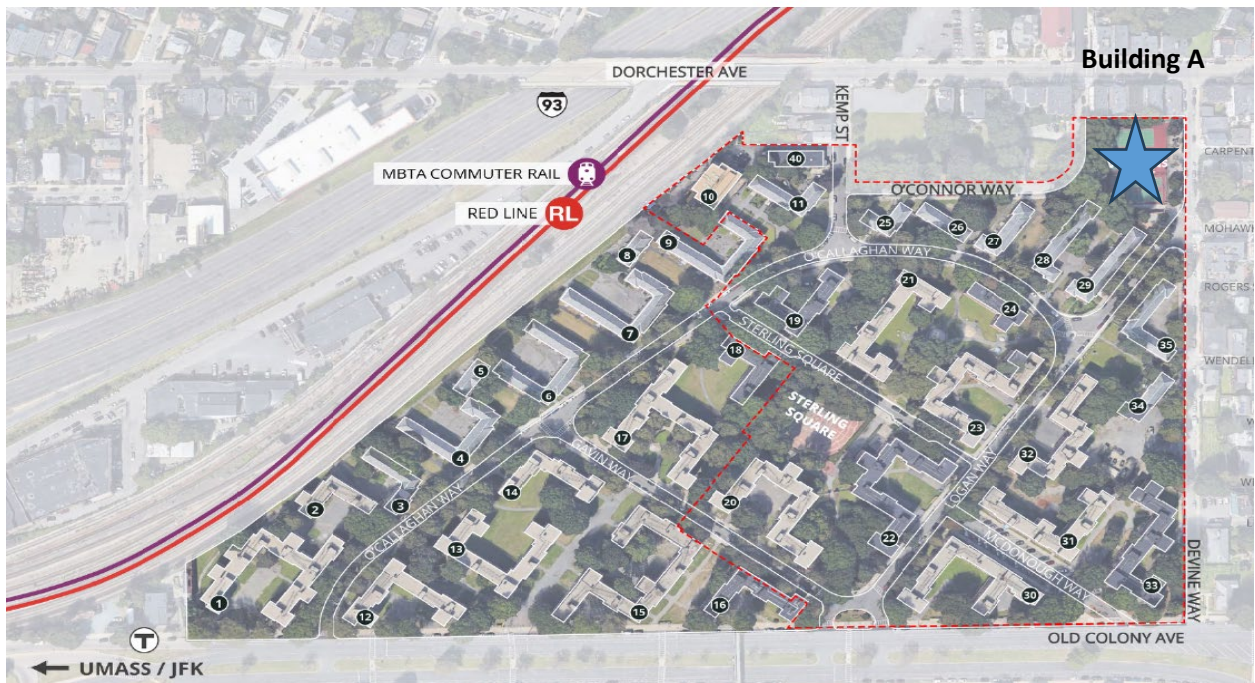 Building A
DORCHESTER AVE
93
KEMP ST
MBTA COMMUTER RAIL
RED LINE RL
O'CONNOR WAY
O'CALLAGHAN WAY
STERLING SQUARE
STERLING
SQUARE
GAVIN WAY
O'CALLAGHAN WAY
LOGAN WAY
MCDONOUGH WAY
DEVINE WAY
OLD COLONY AVE
CARPENT
MOHAWK
ROGERS S
WENDELL
40
10
11
25
26
27
28
29
9
8
7
21
24
19
18
35
5
6
34
4
17
23
32
20
14
2
3
13
22
31
1
12
15
16
30
33
T
UMASS / JFK